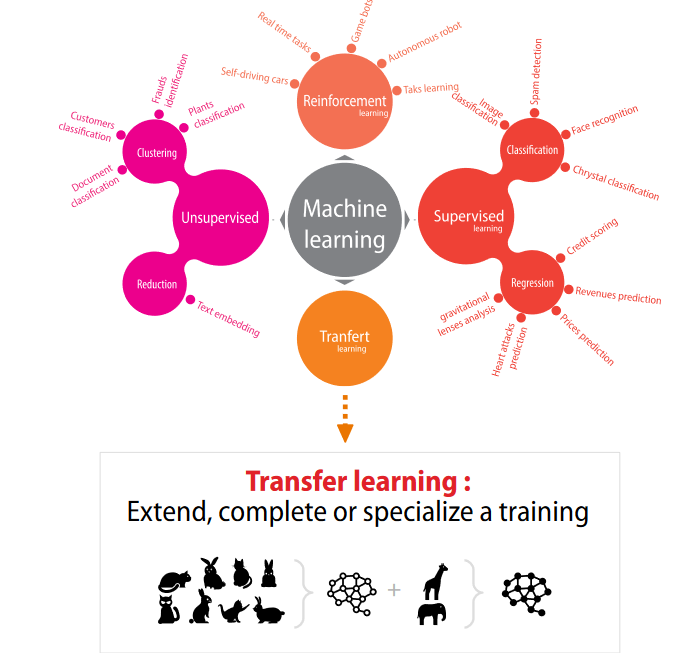 Real time tasks
Game bots
Autonomous robot
Self-driving cars
Taks learning
Reinforcement
learning
Frauds
identification
Plants
classification
Customers
classification
Document
classification
Clustering
Unsupervised
Reduction
Text embedding
Machine
learning
Supervised
learning
Classification
Image
classification
Spam detection
Face recognition
Chrystal classification
Regression
Credit scoring
Revenues prediction
Prices prediction
Heart attacks
prediction
gravitational
lenses analysis
Tranfert
learning
Transfer learning :
Extend, complete or specialize a training
+